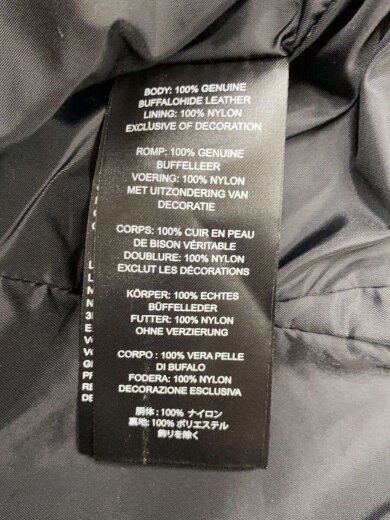 BODY: 100% GENUINE
BUFFALOHIDE LEATHER
LINING: 100% NYLON
EXCLUSIVE OF DECORATION
ROMP: 100% GENUINE
BUFFELLEER
VOERING: 100% NYLON
MET UITZONDERING VAN
DECORATIE
CORPS: 100% CUIR EN PEAU
DE BISON VÉRITABLE
DOUBLURE: 100% NYLON
EXCLUT LES DÉCORATIONS
KÖRPER: 100% ECHTES
BÜFFELLEDER
FUTTER: 100% NYLON
OHNE VERZIERUNG
CORPO : 100% VERA PELLE
DI BUFALO
FODERA: 100% NYLON
DECORAZIONE ESCLUSIVA
胴体 : 100% ナイロン
裏地: 100% ポリエステル
飾りを除く